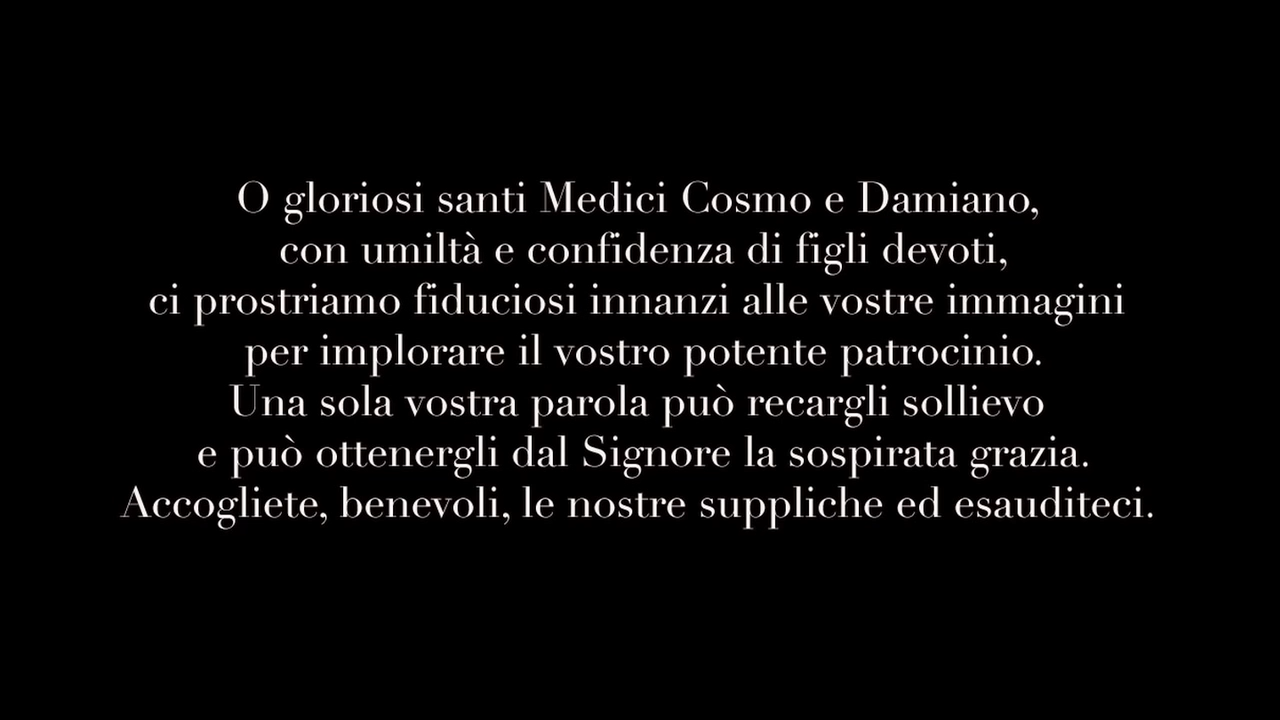 O gloriosi santi Medici Cosmo e Damiano,
con umiltà e confidenza di figli devoti,
ci prostriamo fiduciosi innanzi alle vostre immagini
per implorare il vostro potente patrocinio.
Una sola vostra parola può recargli sollievo
e può ottenergli dal Signore la sospirata grazia.
Accogliete, benevoli, le nostre suppliche ed esauditeci.